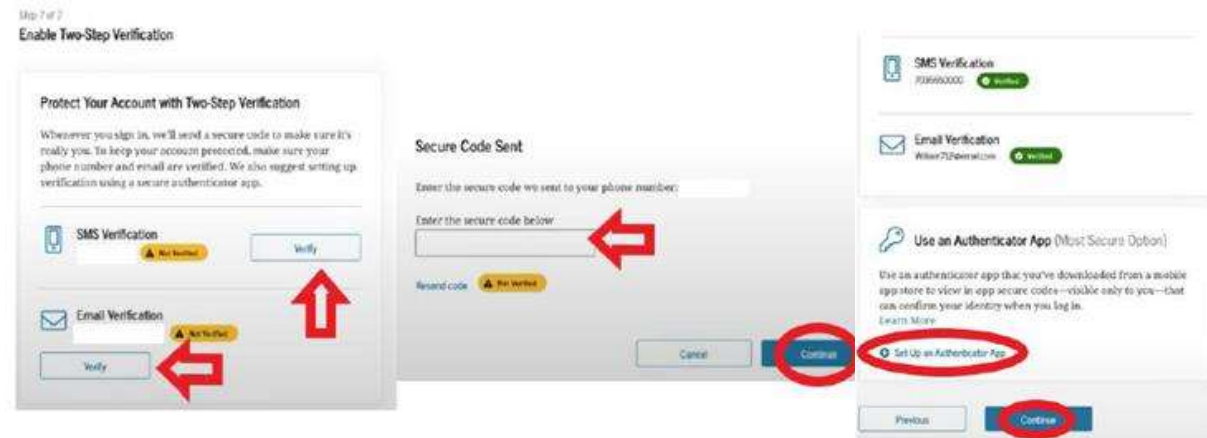 Step 7 of 7
Enable Two-Step Verification
Protect Your Account with Two-Step Verification
Whenever you sign in, we'll send a secure code to make sure it's
really you. To keep your account protected, make sure your
phone number and email are verified. We also suggest setting up
verification using a secure authenticator app.
SMS Verification
Not Verified
Verify
Email Verification
Not Verified
Verify
Secure Code Sent
Enter the secure code we sent to your phone number:
Enter the secure code below
Resend code
Not Verified
Cancel
Continue
SMS Verification
Verified
Email Verification
Verified
Use an Authenticator App (Most Secure Option)
Use an authenticator app that you've downloaded from a mobile
app store to view in app secure codes—visible only to you—that
can confirm your identity when you log in.
Learn More
Set Up an Authenticator App
Previous
Continue